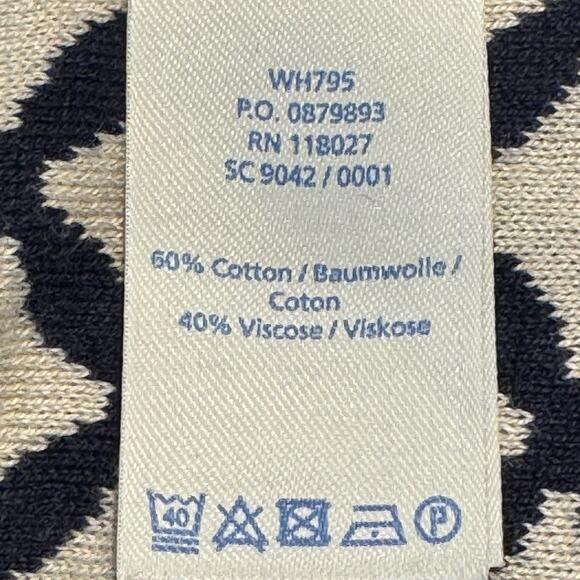 WH795
P.O. 0879893
RN 118027
SC 9042 / 0001
60% Cotton / Baumwolle /
Coton
40% Viscose / Viskose
40 P